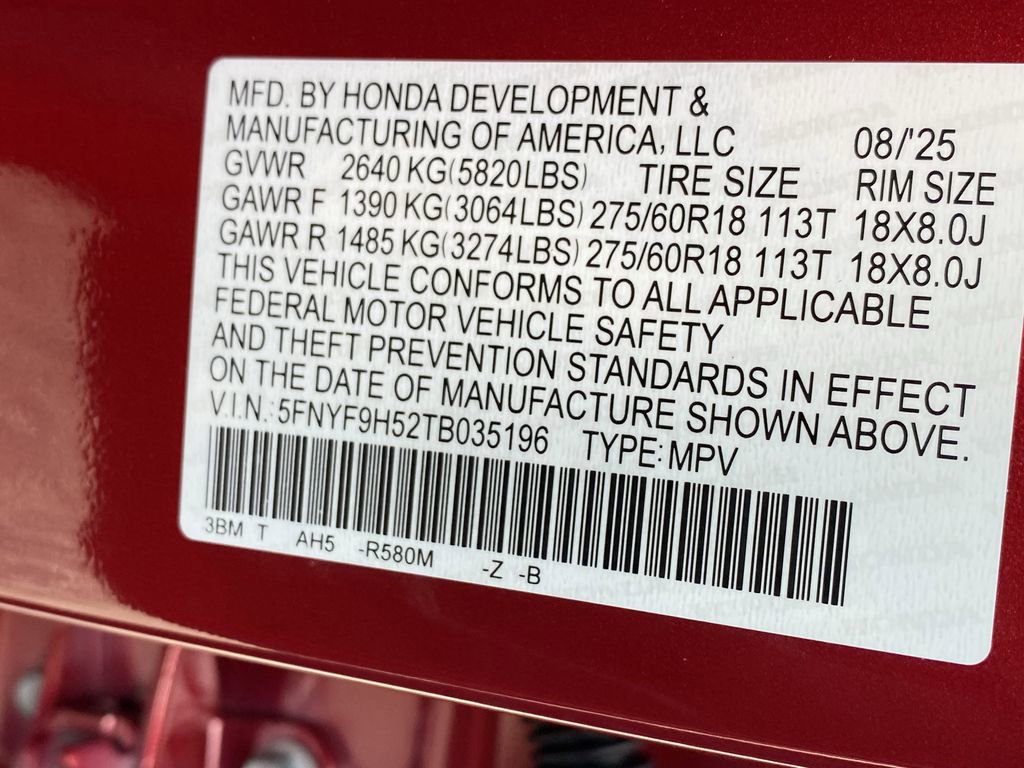 MFD. BY HONDA DEVELOPMENT &
MANUFACTURING OF AMERICA, LLC 08/'25
GVWR 2640 KG(5820LBS) TIRE SIZE RIM SIZE
GAWR F 1390 KG(3064LBS) 275/60R18 113T 18X8.0J
GAWR R 1485 KG(3274LBS) 275/60R18 113T 18X8.0J
THIS VEHICLE CONFORMS TO ALL APPLICABLE
FEDERAL MOTOR VEHICLE SAFETY
AND THEFT PREVENTION STANDARDS IN EFFECT
ON THE DATE OF MANUFACTURE SHOWN ABOVE.
V.I.N.: 5FNYF9H52TB035196 TYPE: MPV
3BM T AH5 -R580M -Z -B